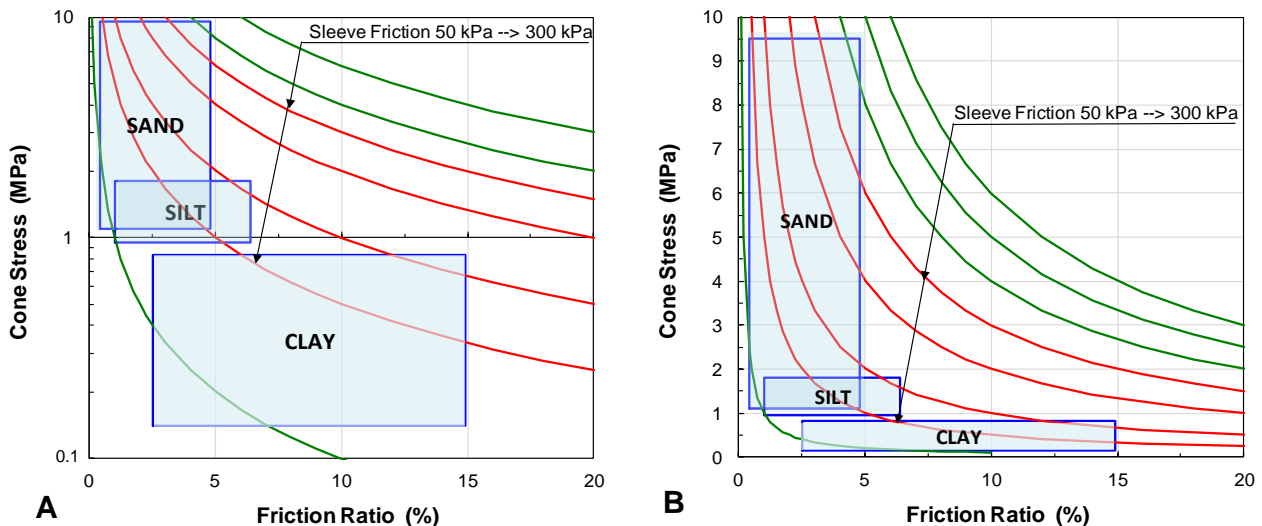 10
Sleeve Friction 50 kPa --> 300 kPa
SAND
SILT
1
CLAY
0.1
0 5 10 15 20
Cone Stress (MPa)
Friction Ratio (%)
A
10
9
8
7
6
5
4
3
2
1
0
Sleeve Friction 50 kPa --> 300 kPa
SAND
SILT
CLAY
0 5 10 15 20
Cone Stress (MPa)
Friction Ratio (%)
B